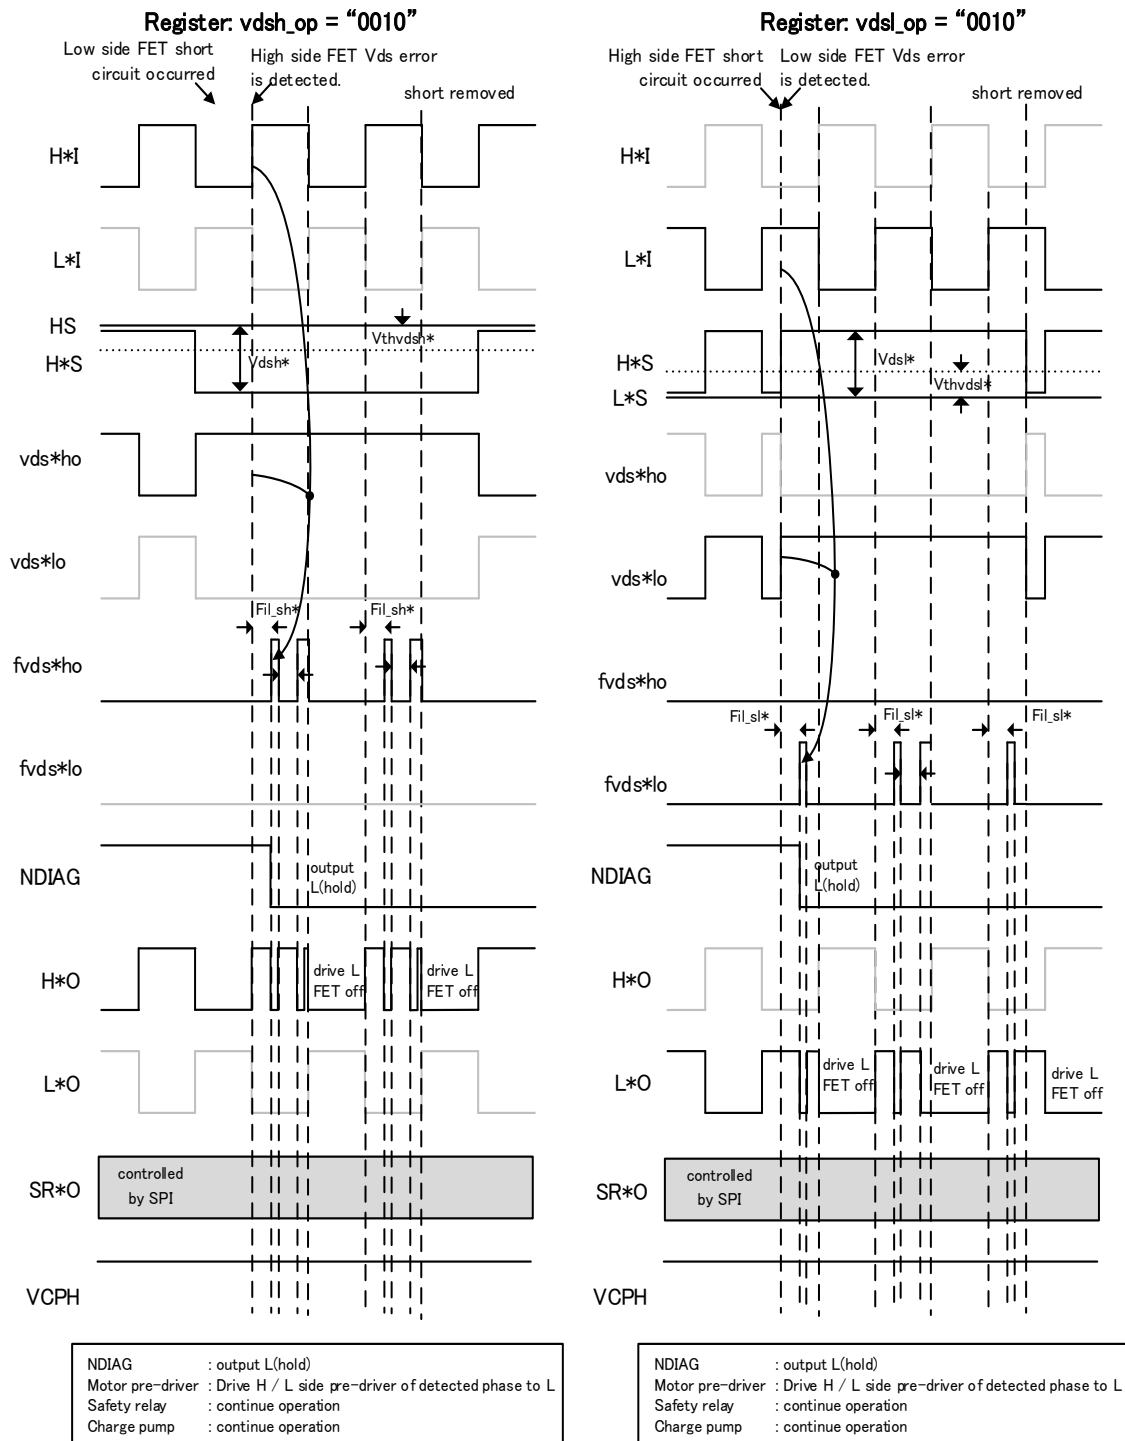 Register: vdsh_op = “0010”
Low side FET short
circuit occurred
High side FET Vds error
is detected.
short removed
H*I
L*I
HS
Vthvdsh*
H*S
Vdsh*
vds*ho
vds*lo
Fil_sh*
Fil_sh*
fvds*ho
fvds*lo
NDIAG
output
L(hold)
H*O
drive L
FET off
drive L
FET off
L*O
SR*O
controlled
by SPI
VCPH
NDIAG : output L(hold)
Motor pre-driver : Drive H / L side pre-driver of detected phase to L
Safety relay : continue operation
Charge pump : continue operation
Register: vdsl_op = “0010”
High side FET short
circuit occurred
Low side FET Vds error
is detected.
short removed
H*I
L*I
H*S
Vdsl*
Vthvdsl*
L*S
vds*ho
vds*lo
fvds*ho
Fil_sl*
Fil_sl*
Fil_sl*
fvds*lo
NDIAG
output
L(hold)
H*O
L*O
drive L
FET off
drive L
FET off
drive L
FET off
SR*O
controlled
by SPI
VCPH
NDIAG : output L(hold)
Motor pre-driver : Drive H / L side pre-driver of detected phase to L
Safety relay : continue operation
Charge pump : continue operation